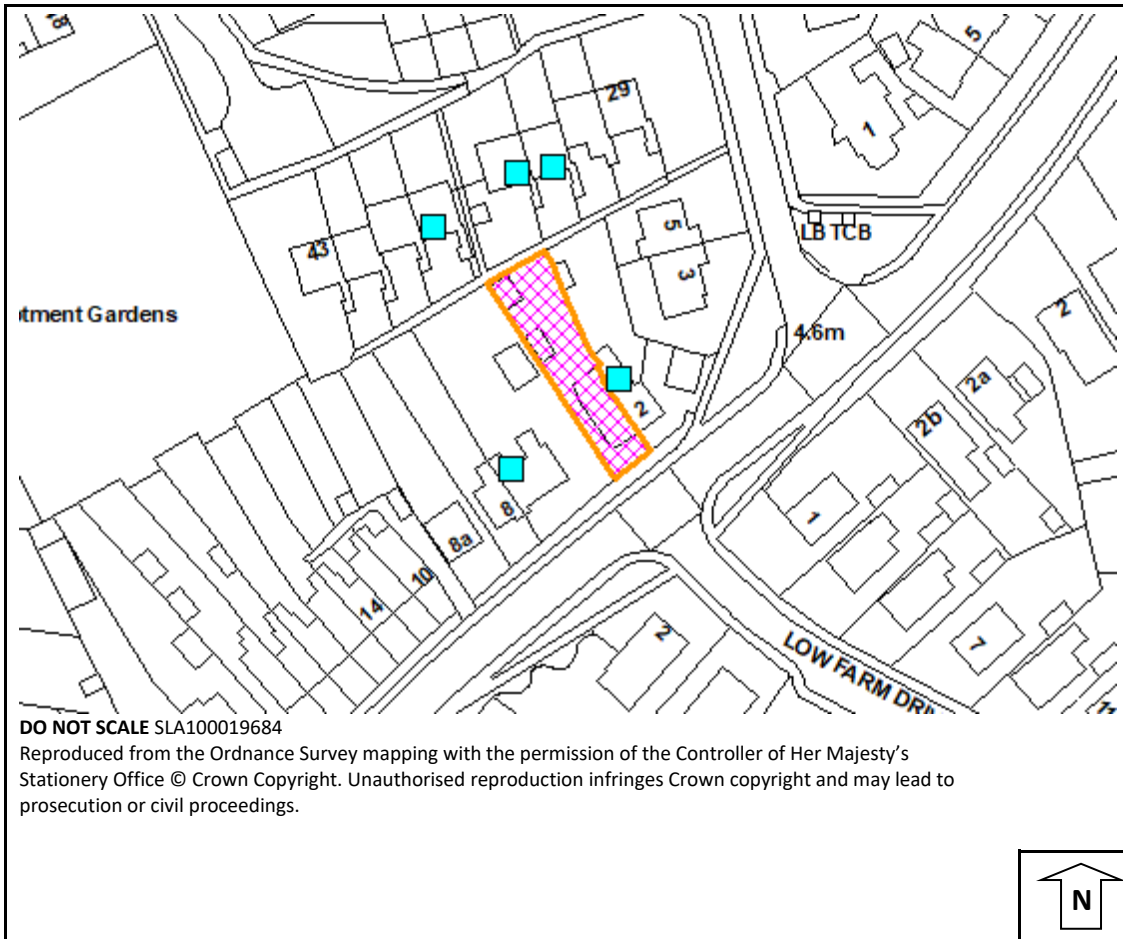 5
29
1
LB TCB
5
43
3
otment Gardens
4.6m
2
2a
2
2b
8
1
8a
10
14
2
7
LOW FARM DRI
DO NOT SCALE SLA100019684
Reproduced from the Ordnance Survey mapping with the permission of the Controller of Her Majesty’s
Stationery Office © Crown Copyright. Unauthorised reproduction infringes Crown copyright and may lead to
prosecution or civil proceedings.
N